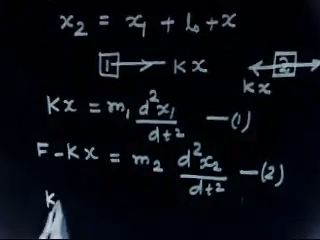 x₂ = x₁ + l₀ + x
1 → Kx ← 2 →
Kx
Kx = m₁ d²x₁/dt² —(1)
F - Kx = m₂ d²x₂/dt² —(2)
K